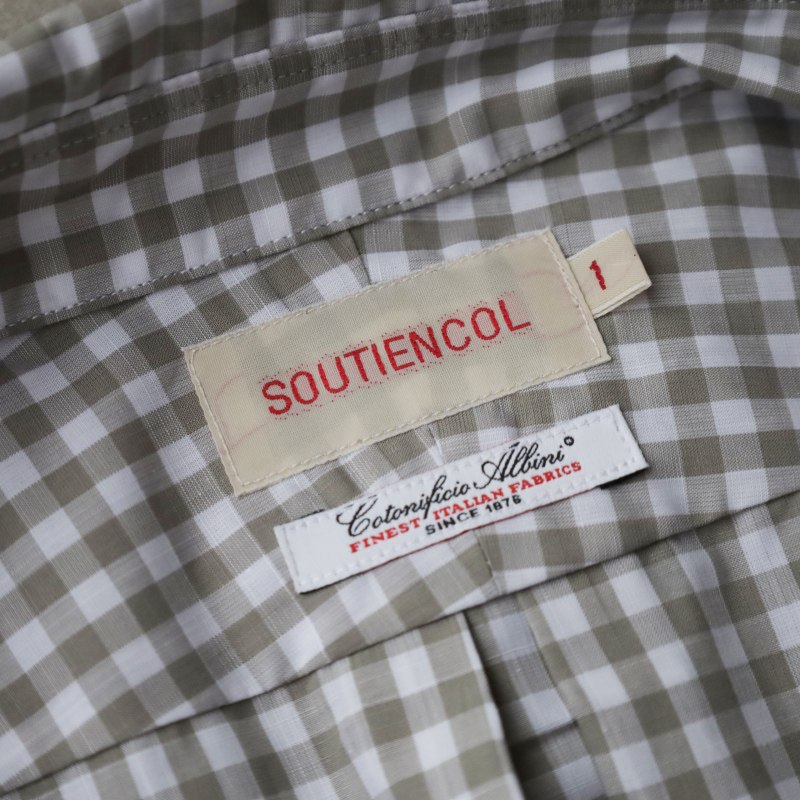 SOUTIENCOL
1
Cotonificio Albini®
FINEST ITALIAN FABRICS
SINCE 1876